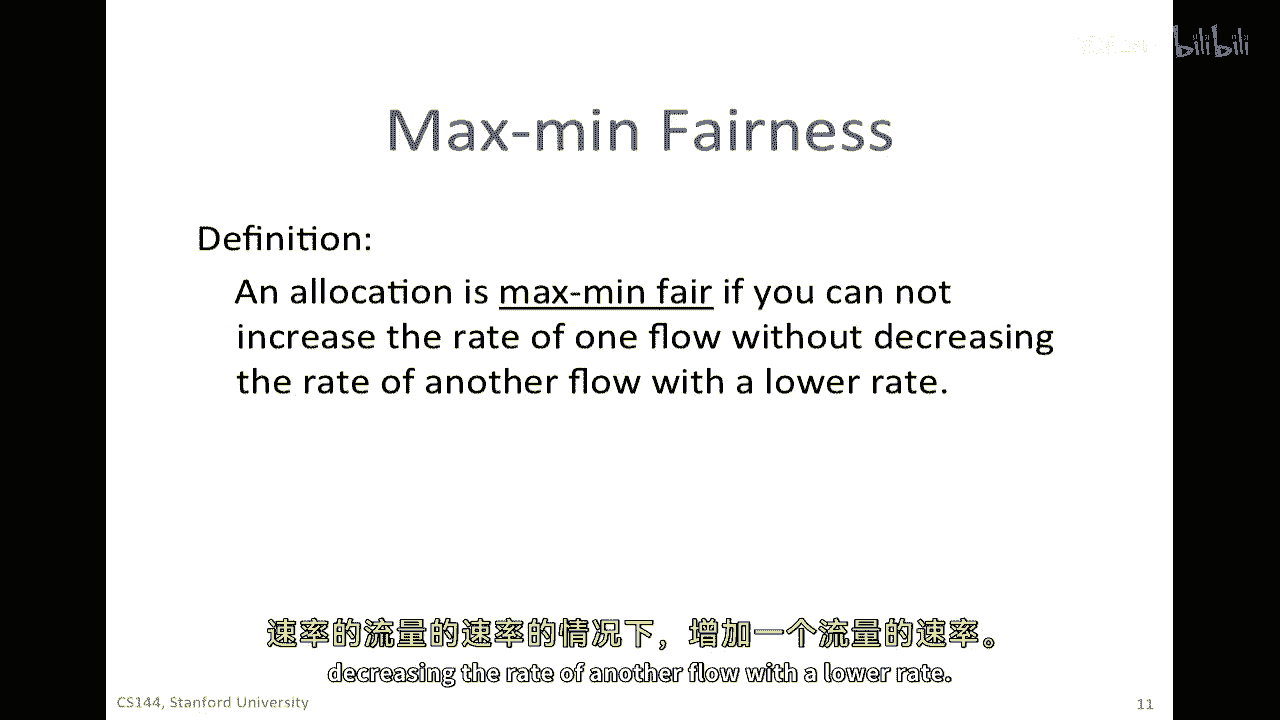 bilibili
Max-min Fairness
Definition:
An allocation is max-min fair if you can not
increase the rate of one flow without decreasing
the rate of another flow with a lower rate.
速率的流量的速率的情况下，增加一个流量的速率。
decreasing the rate of another flow with a lower rate.
CS144, Stanford University
11